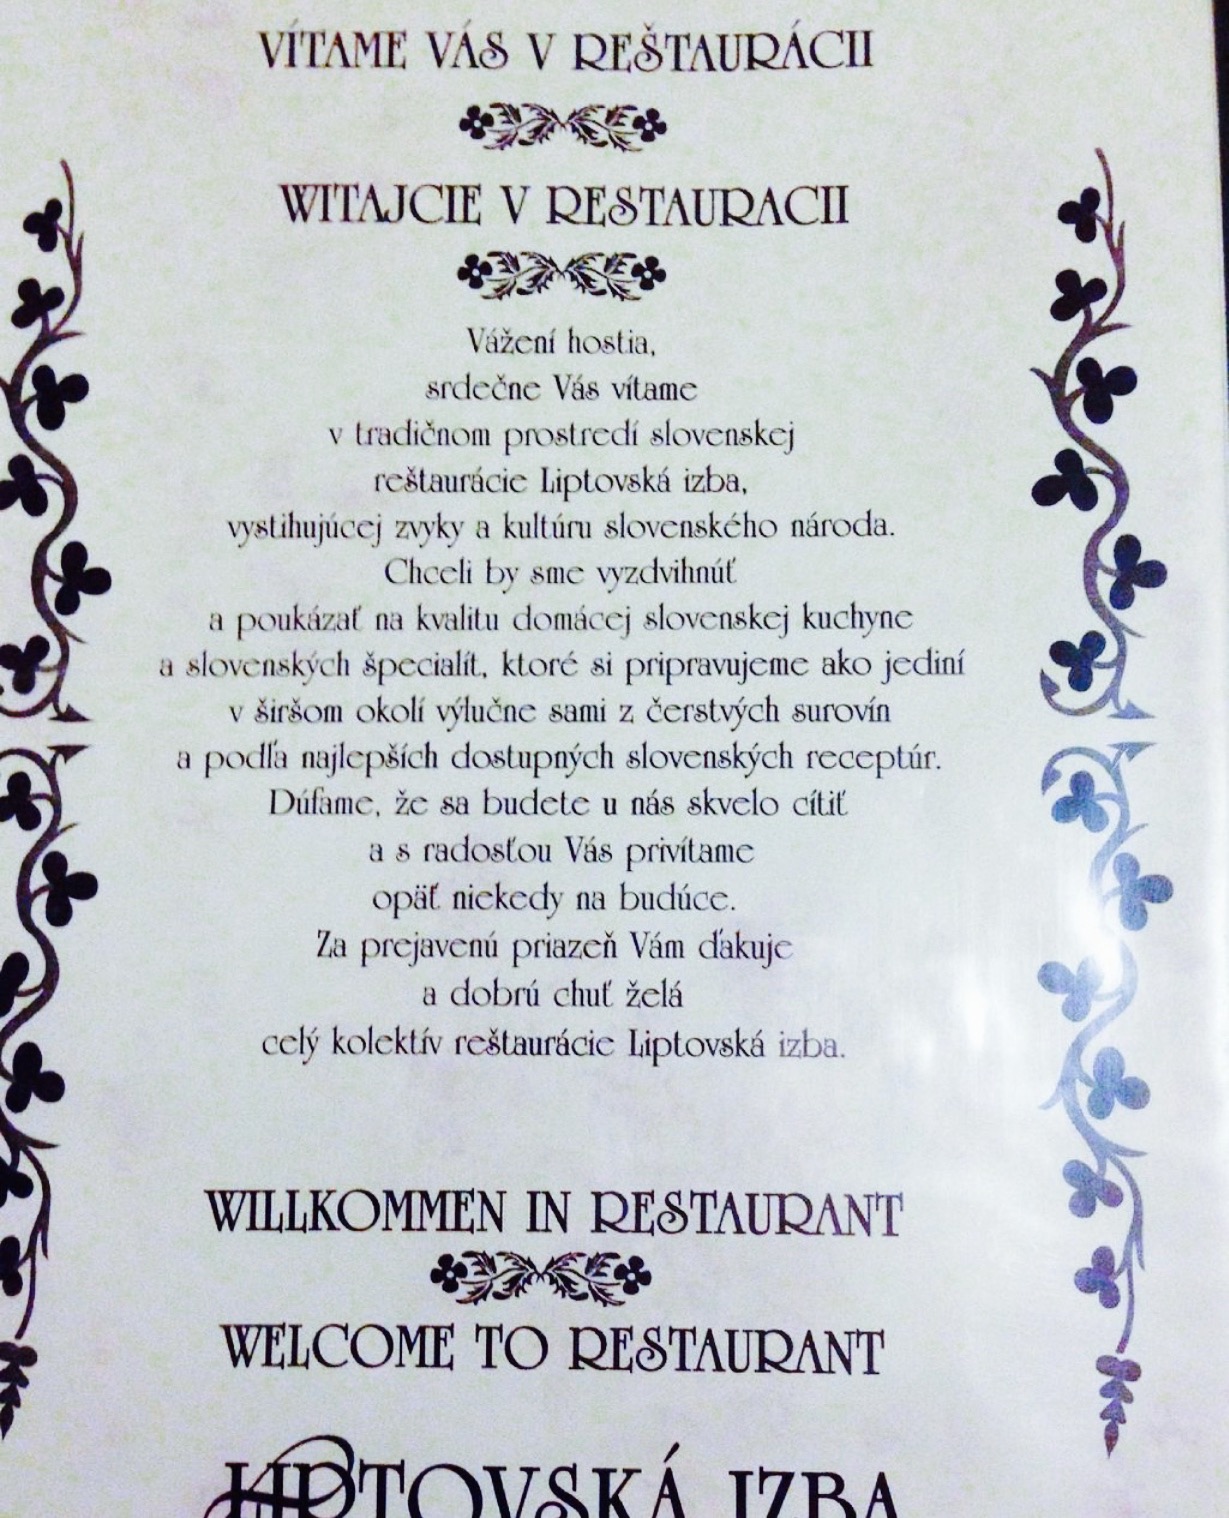 VÍTAME VÁS V REŠTAURÁCII
WITAJCIE V RESTAURACII
Vážení hostia,
srdečne Vás vítame
v tradičnom prostredí slovenskej
reštaurácie Liptovská izba,
vystihujúcej zvyky a kultúru slovenského národa.
Chceli by sme vyzdvihnúť
a poukázať na kvalitu domácej slovenskej kuchyne
a slovenských špecialít, ktoré si pripravujeme ako jediní
v širšom okolí výlučne sami z čerstvých surovín
a podľa najlepších dostupných slovenských receptúr.
Dúfame, že sa budete u nás skvelo cítiť
a s radosťou Vás privítame
opäť niekedy na budúce.
Za prejavenú priazeň Vám ďakuje
a dobrú chuť želá
celý kolektív reštaurácie Liptovská izba.
WILLKOMMEN IN RESTAURANT
WELCOME TO RESTAURANT
LIPTOVSKÁ IZBA